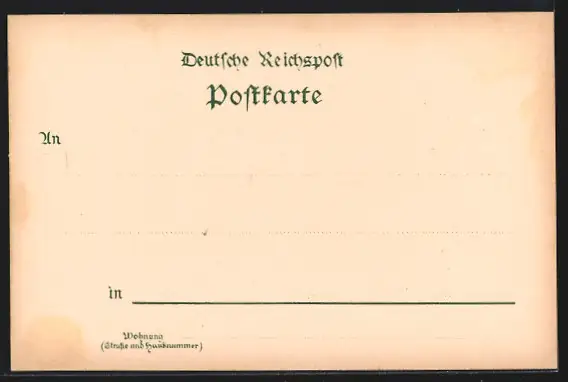 Deutsche Reichspost
Postkarte
An
in
Wohnung
(Straße und Hausnummer)